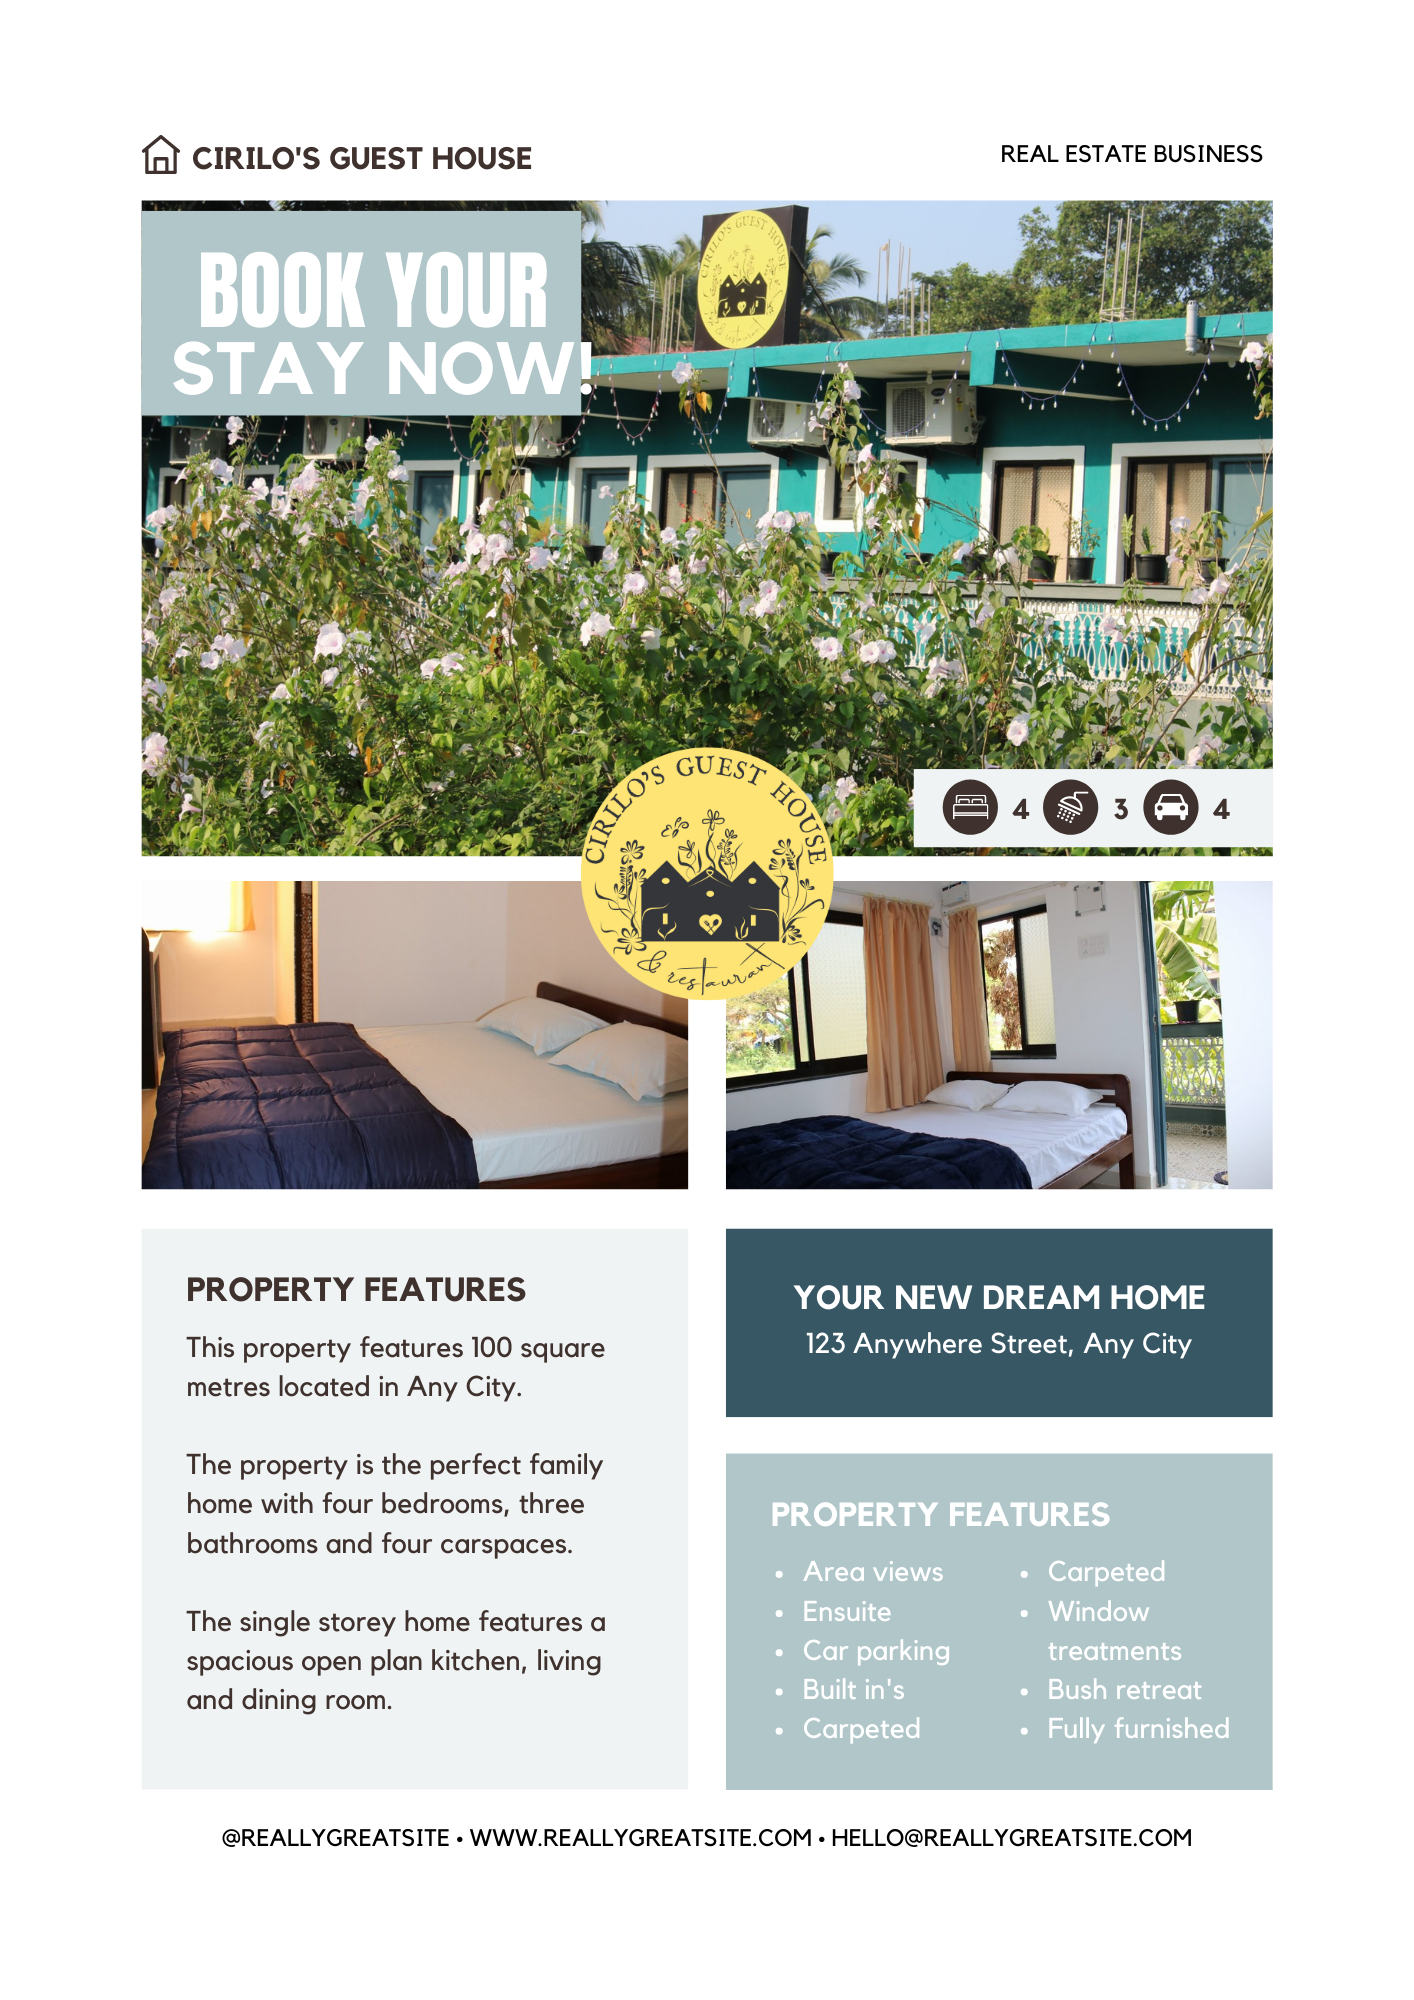 CIRILO'S GUEST HOUSE
REAL ESTATE BUSINESS
BOOK YOUR
STAY NOW!
CIRILO'S GUEST HOUSE
& restaurant
4 3 4
CIRILO'S GUEST HOUSE
& restaurant
PROPERTY FEATURES
This property features 100 square
metres located in Any City.
The property is the perfect family
home with four bedrooms, three
bathrooms and four carspaces.
The single storey home features a
spacious open plan kitchen, living
and dining room.
YOUR NEW DREAM HOME
123 Anywhere Street, Any City
PROPERTY FEATURES
• Area views
• Ensuite
• Car parking
• Built in's
• Carpeted
• Carpeted
• Window
treatments
• Bush retreat
• Fully furnished
@REALLYGREATSITE • WWW.REALLYGREATSITE.COM • HELLO@REALLYGREATSITE.COM